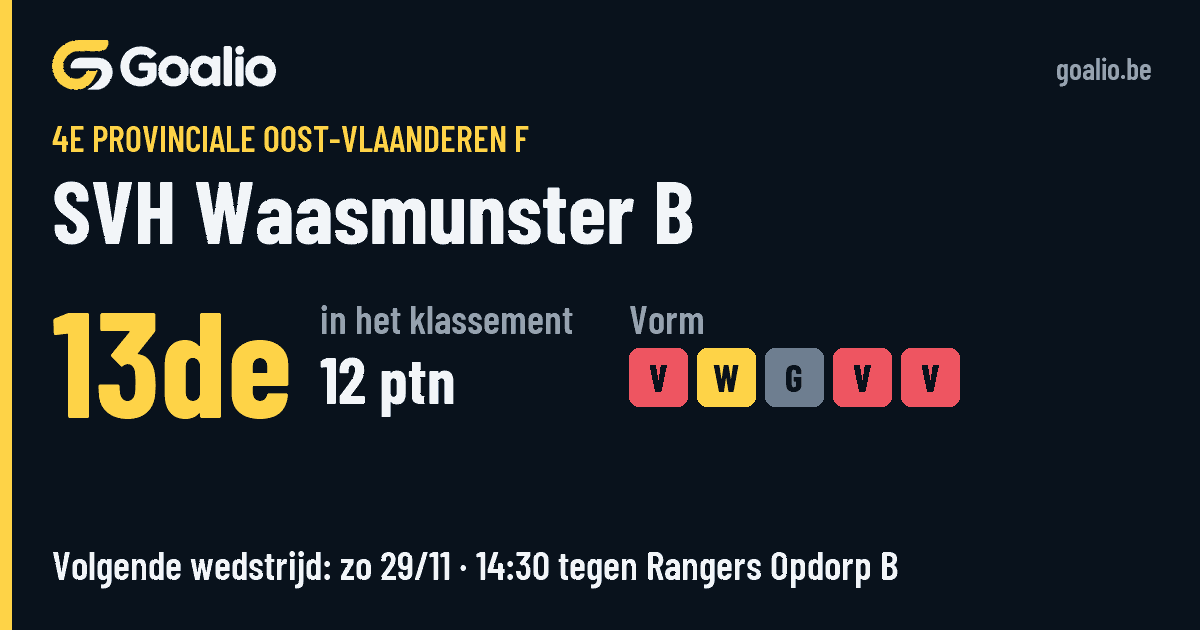 Goalio
goalio.be
4E PROVINCIALE OOST-VLAANDEREN F
SVH Waasmunster B
13de
in het klassement
12 ptn
Vorm
V W G V V
Volgende wedstrijd: zo 29/11 · 14:30 tegen Rangers Opdorp B